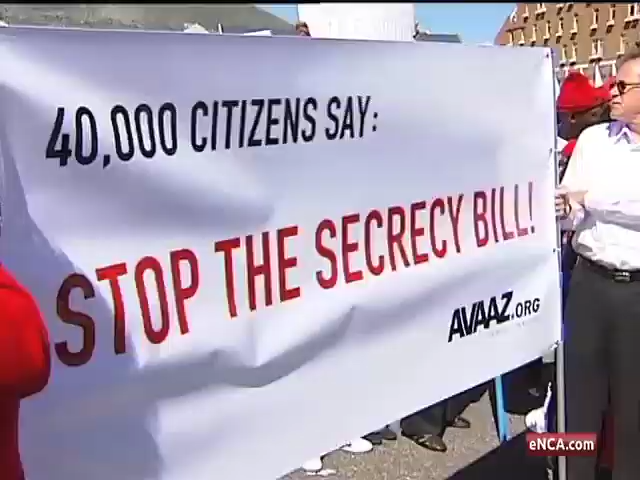 40,000 CITIZENS SAY:
STOP THE SECRECY BILL!
AVAAZ.ORG
eNCA.com